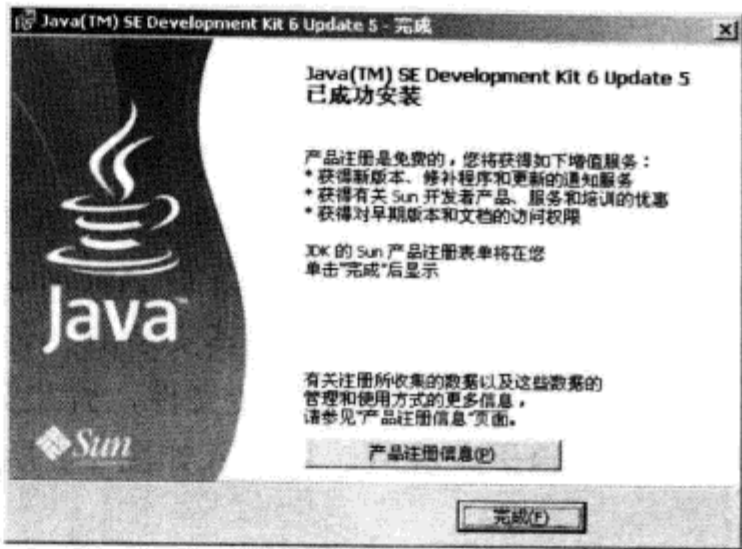 Java(TM) SE Development Kit 6 Update 5 - 完成
Java(TM) SE Development Kit 6 Update 5
已成功安装
产品注册是免费的，您将获得如下增值服务：
* 获得新版本、修补程序和更新的通知服务
* 获得有关 Sun 开发者产品、服务和培训的优惠
* 获得对早期版本和文档的访问权限
JDK 的 Sun 产品注册表单将在您
单击"完成"后显示
Java™
有关注册所收集的数据以及这些数据的
管理和使用方式的更多信息，
请参见"产品注册信息"页面。
Sun
产品注册信息(P)
完成(F)